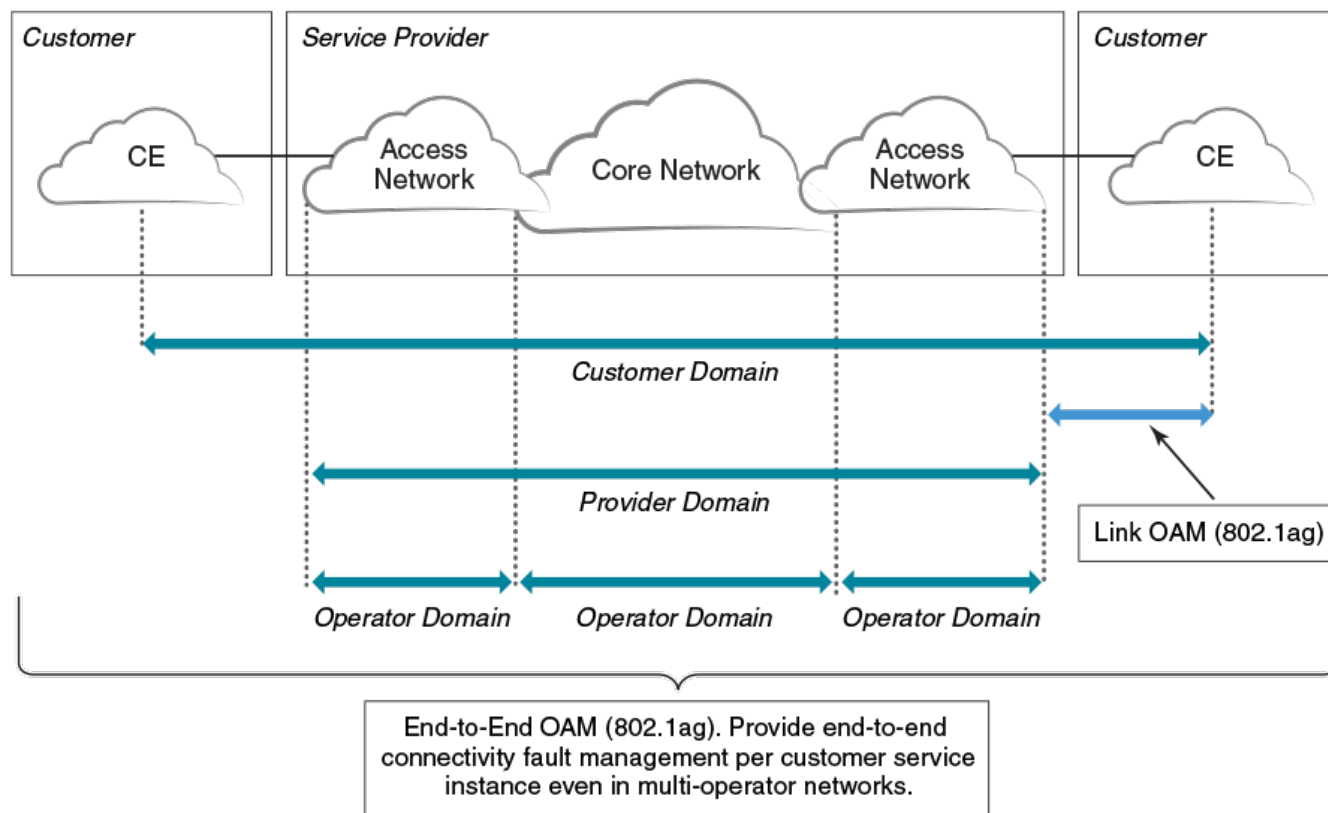 Customer
Service Provider
Customer
CE
Access
Network
Core Network
Access
Network
CE
Customer Domain
Provider Domain
Link OAM (802.1ag)
Operator Domain
Operator Domain
Operator Domain
End-to-End OAM (802.1ag). Provide end-to-end
connectivity fault management per customer service
instance even in multi-operator networks.